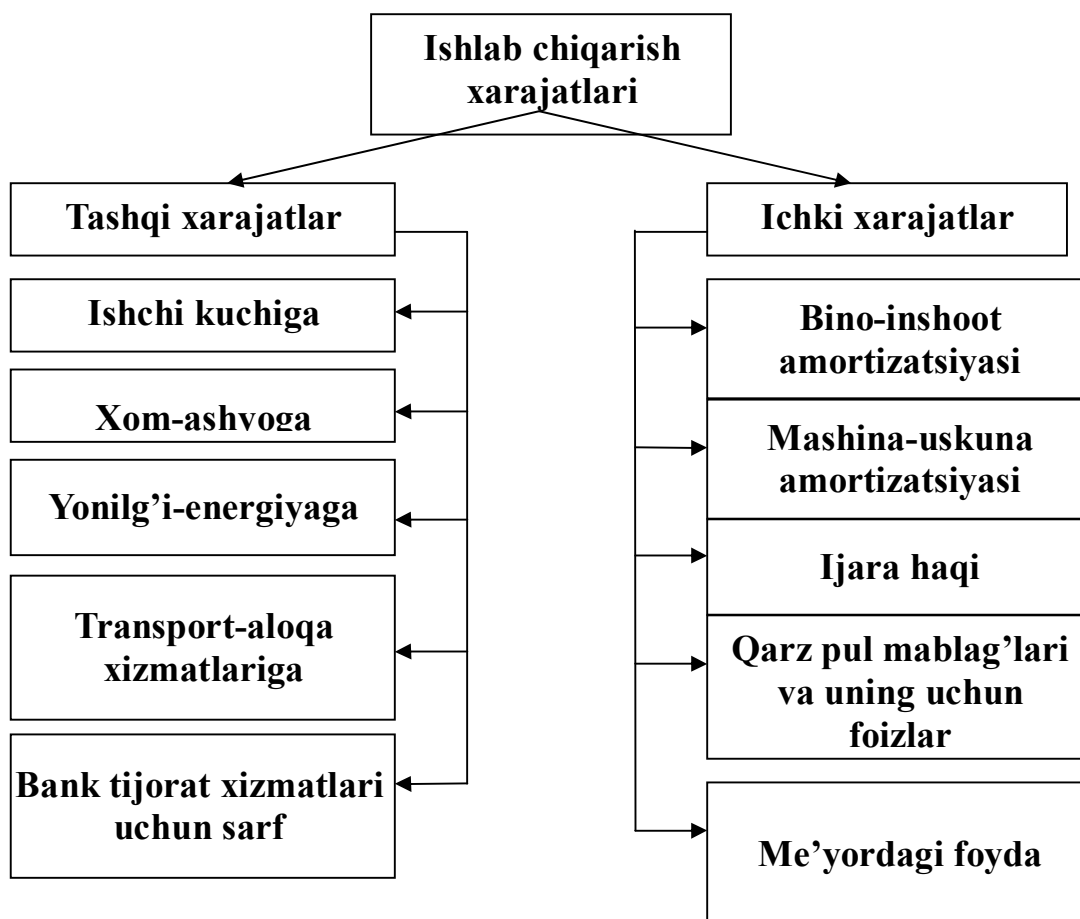 Ishlab chiqarish
xarajatlari
Tashqi xarajatlar
Ishchi kuchiga
Xom-ashyoga
Yonilg’i-energiyaga
Transport-aloqa
xizmatlariga
Bank tijorat xizmatlari
uchun sarf
Ichki xarajatlar
Bino-inshoot
amortizatsiyasi
Mashina-uskuna
amortizatsiyasi
Ijara haqi
Qarz pul mablag’lari
va uning uchun
foizlar
Me’yordagi foyda